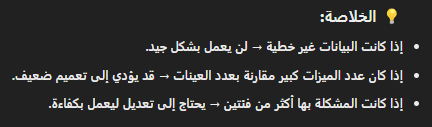 💡 الخلاصة:
• إذا كانت البيانات غير خطية → لن يعمل بشكل جيد.
• إذا كان عدد الميزات كبير مقارنة بعدد العينات → قد يؤدي إلى تعميم ضعيف.
• إذا كانت المشكلة بها أكثر من فئتين → يحتاج إلى تعديل ليعمل بكفاءة.